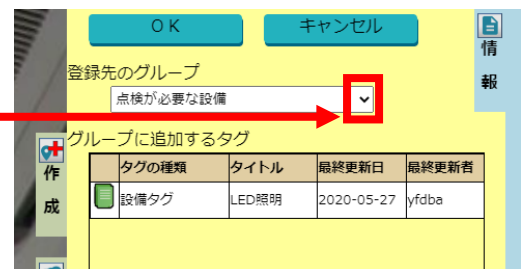 OK キャンセル
情報
登録先のグループ
点検が必要な設備
グループに追加するタグ
作成
タグの種類 タイトル 最終更新日 最終更新者
設備タグ LED照明 2020-05-27 yfdba